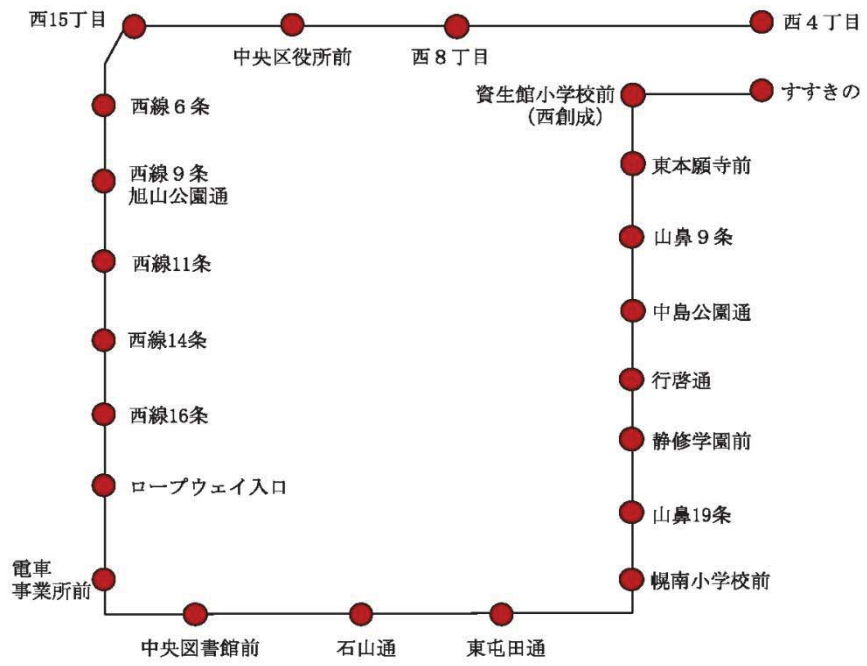 西15丁目
中央区役所前
西８丁目
西４丁目
資生館小学校前
(西創成)
すすきの
西線６条
東本願寺前
西線９条
旭山公園通
山鼻９条
西線11条
中島公園通
西線14条
行啓通
西線16条
静修学園前
ロープウェイ入口
山鼻19条
電車
事業所前
幌南小学校前
中央図書館前
石山通
東屯田通